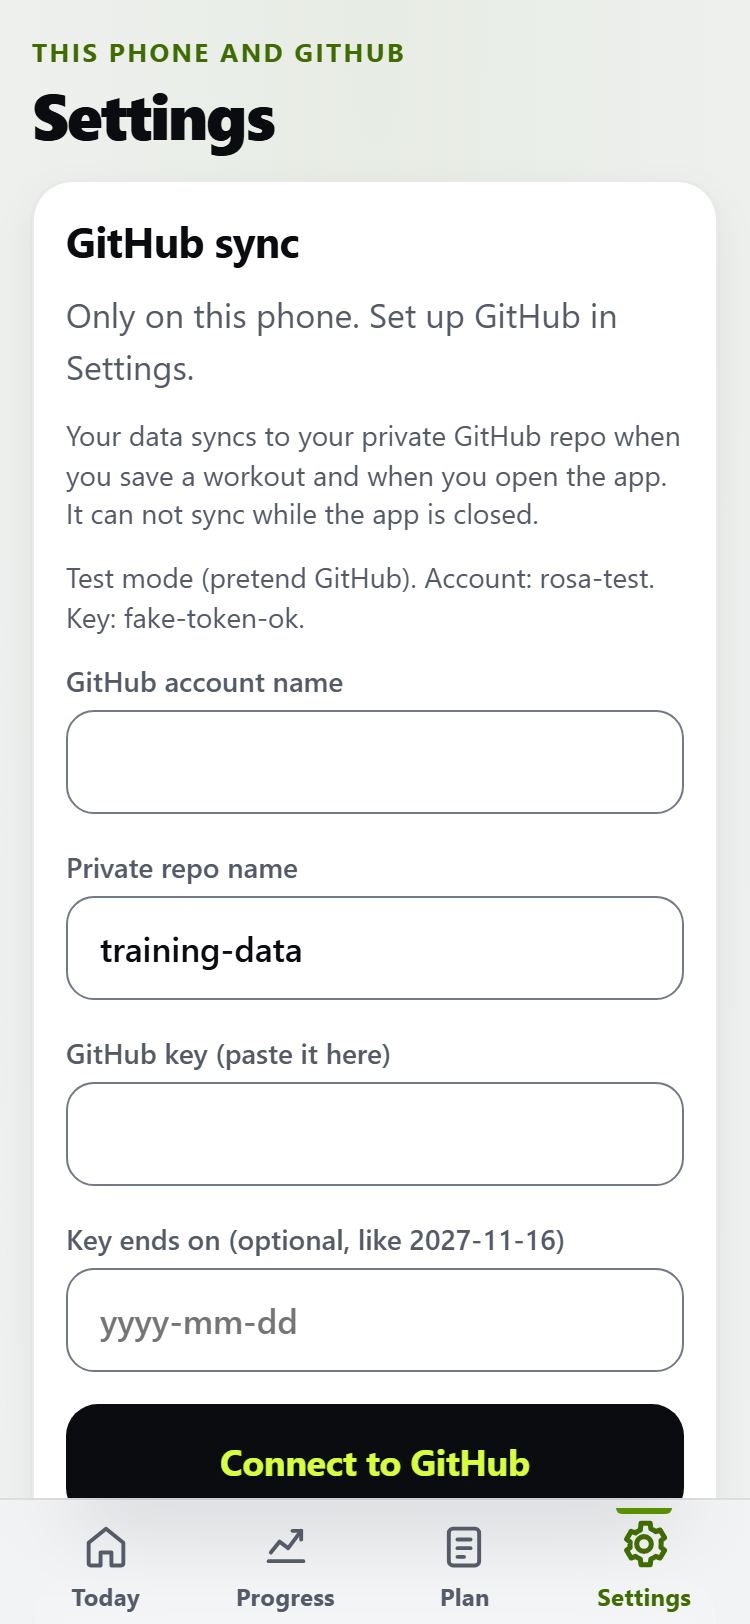 THIS PHONE AND GITHUB
Settings
GitHub sync
Only on this phone. Set up GitHub in
Settings.
Your data syncs to your private GitHub repo when
you save a workout and when you open the app.
It can not sync while the app is closed.
Test mode (pretend GitHub). Account: rosa-test.
Key: fake-token-ok.
GitHub account name
Private repo name
training-data
GitHub key (paste it here)
Key ends on (optional, like 2027-11-16)
yyyy-mm-dd
Connect to GitHub
Today
Progress
Plan
Settings